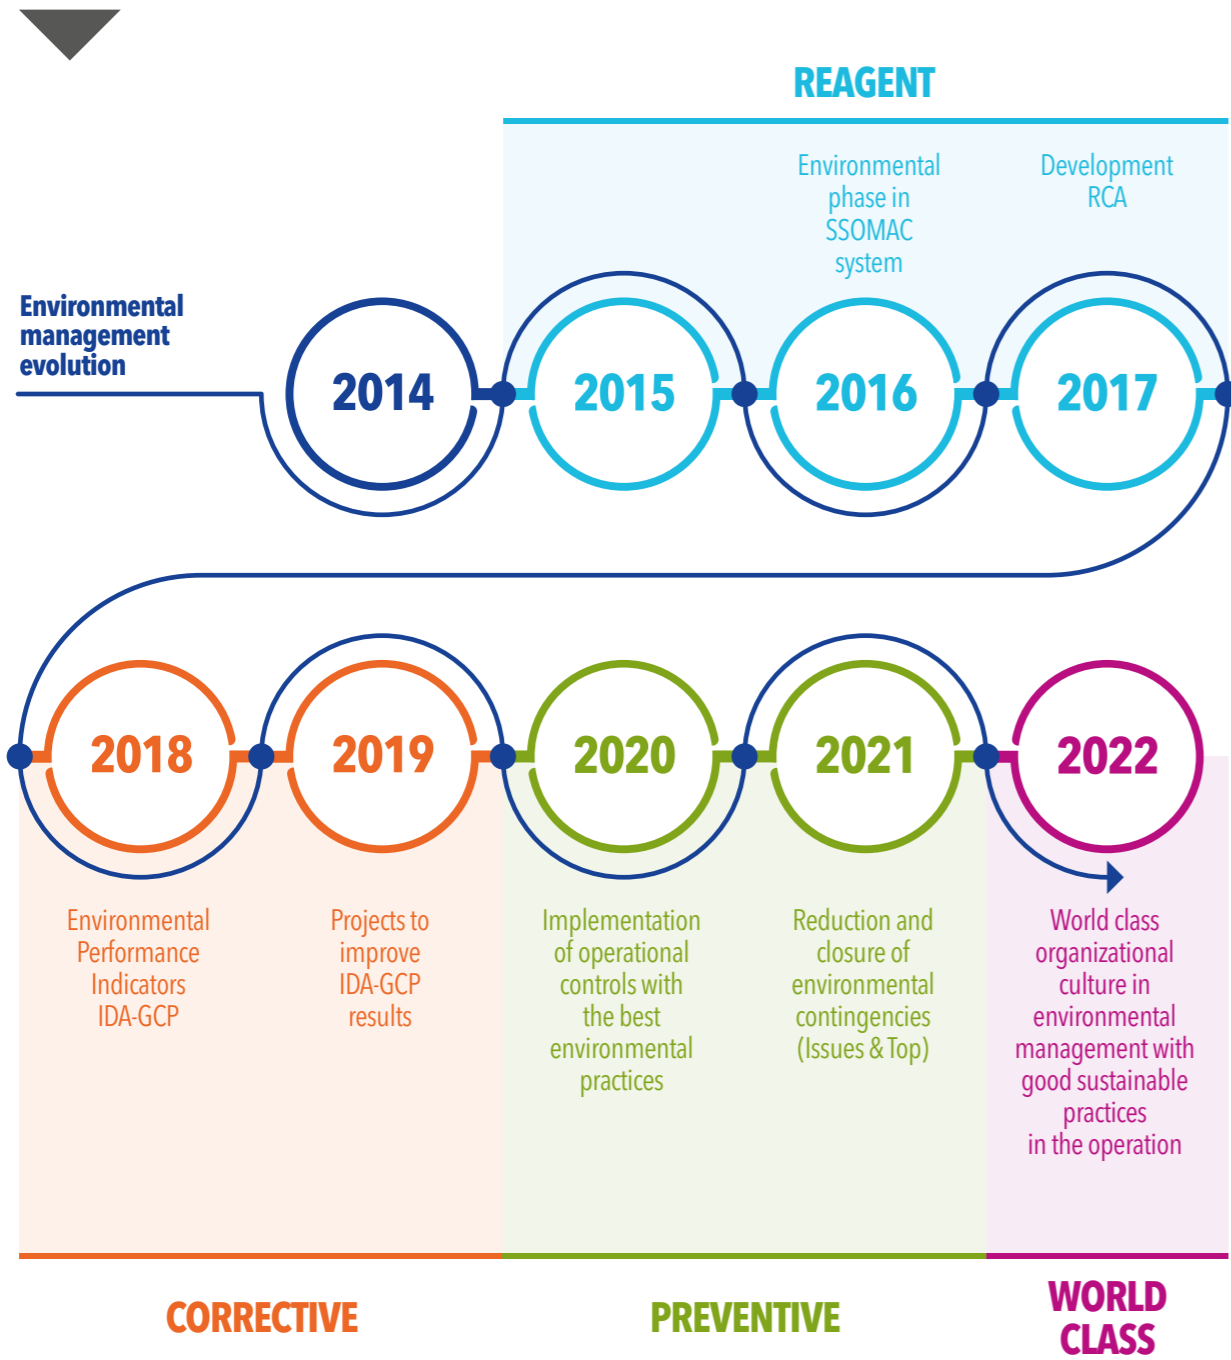 REAGENT
Environmental
phase in
SSOMAC
system
Development
RCA
Environmental
management
evolution
2014
2015
2016
2017
2018
2019
2020
2021
2022
Environmental
Performance
Indicators
IDA-GCP
Projects to
improve
IDA-GCP
results
Implementation
of operational
controls with
the best
environmental
practices
Reduction and
closure of
environmental
contingencies
(Issues & Top)
World class
organizational
culture in
environmental
management with
good sustainable
practices
in the operation
CORRECTIVE
PREVENTIVE
WORLD
CLASS